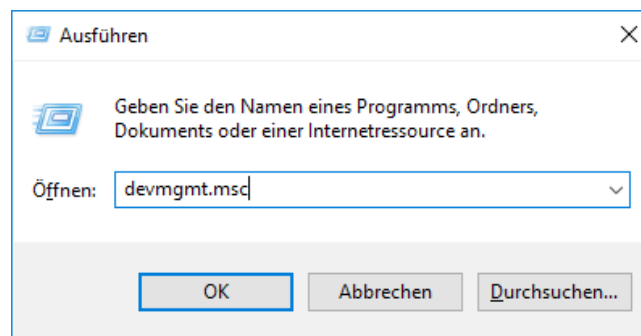 Ausführen
Geben Sie den Namen eines Programms, Ordners,
Dokuments oder einer Internetressource an.
Öffnen: devmgmt.msc
OK Abbrechen Durchsuchen...